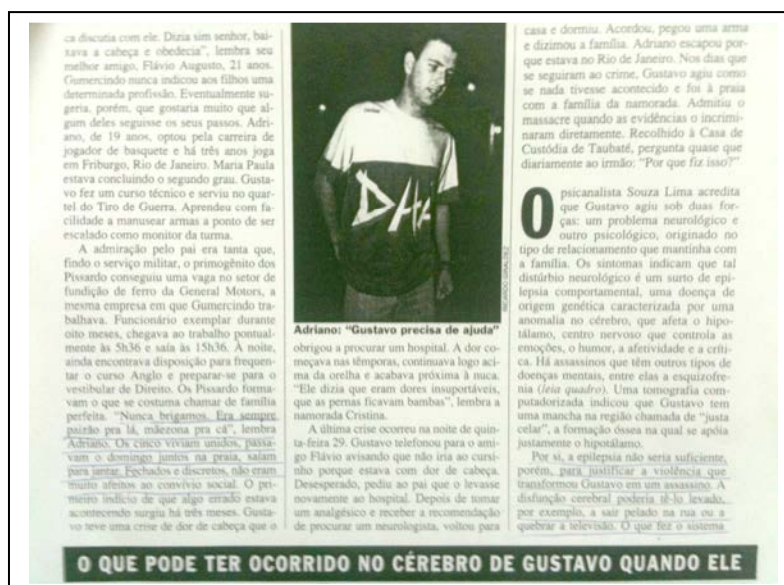 ca discutia com ele. Dizia sim senhor, bai-
xava a cabeça e obedecia", lembra seu
melhor amigo, Flávio Augusto, 21 anos.
Gumercindo nunca indicou aos filhos uma
determinada profissão. Eventualmente su-
geria, porém, que gostaria muito que al-
gum deles seguisse os seus passos. Adri-
ano, de 19 anos, optou pela carreira de
jogador de basquete e há três anos joga
em Friburgo, Rio de Janeiro. Maria Paula
estava concluindo o segundo grau. Gusta-
vo fez um curso técnico e serviu no quar-
tel do Tiro de Guerra. Aprendeu com fa-
cilidade a manusear armas a ponto de ser
escalado como monitor da turma.
A admiração pelo pai era tanta que,
findo o serviço militar, o primogênito dos
Pissardo conseguiu uma vaga no setor de
fundição de ferro da General Motors, a
mesma empresa em que Gumercindo tra-
balhava. Funcionário exemplar durante
oito meses, chegava ao trabalho pontual-
mente às 5h36 e saía às 15h36. À noite,
ainda encontrava disposição para frequen-
tar o curso Anglo e preparar-se para o
vestibular de Direito. Os Pissardo forma-
vam o que se costuma chamar de família
perfeita. "Nunca brigamos. Era sempre
paizão pra lá, mãezona pra cá", lembra
Adriano. Os cinco viviam unidos, passa-
vam o domingo juntos na praia, saíam
para jantar. Fechados e discretos, não eram
muito afeitos ao convívio social. O pri-
meiro indício de que algo errado estava
acontecendo surgiu há três meses. Gusta-
vo teve uma crise de dor de cabeça que o
DHA
RICARDO GIRALDEZ
Adriano: "Gustavo precisa de ajuda"
obrigou a procurar um hospital. A dor co-
meçava nas têmporas, continuava logo aci-
ma da orelha e acabava próxima à nuca.
"Ele dizia que eram dores insuportáveis,
que as pernas ficavam bambas", lembra a
namorada Cristina.
A última crise ocorreu na noite de quin-
ta-feira 29. Gustavo telefonou para o ami-
go Flávio avisando que não iria ao cursi-
nho porque estava com dor de cabeça.
Desesperado, pediu ao pai que o levasse
novamente ao hospital. Depois de tomar
um analgésico e receber a recomendação
de procurar um neurologista, voltou para
casa e dormiu. Acordou, pegou uma arma
e dizimou a família. Adriano escapou por-
que estava no Rio de Janeiro. Nos dias que
se seguiram ao crime, Gustavo agiu como
se nada tivesse acontecido e foi à praia
com a família da namorada. Admitiu o
massacre quando as evidências o incrimi-
naram diretamente. Recolhido à Casa de
Custódia de Taubaté, pergunta quase que
diariamente ao irmão: "Por que fiz isso?"
O psicanalista Souza Lima acredita
que Gustavo agiu sob duas for-
ças: um problema neurológico e
outro psicológico, originado no
tipo de relacionamento que mantinha com
a família. Os sintomas indicam que tal
distúrbio neurológico é um surto de epi-
lepsia comportamental, uma doença de
origem genética caracterizada por uma
anomalia no cérebro, que afeta o hipo-
tálamo, centro nervoso que controla as
emoções, o humor, a afetividade e a críti-
ca. Há assassinos que têm outros tipos de
doenças mentais, entre elas a esquizofre-
nia (leia quadro). Uma tomografia com-
putadorizada indicou que Gustavo tem
uma mancha na região chamada de "justa
celar", a formação óssea na qual se apóia
justamente o hipotálamo.
Por si, a epilepsia não seria suficiente,
porém, para justificar a violência que
transformou Gustavo em um assassino. A
disfunção cerebral poderia tê-lo levado,
por exemplo, a sair pelado na rua ou a
quebrar a televisão. O que fez o sistema
O QUE PODE TER OCORRIDO NO CÉREBRO DE GUSTAVO QUANDO ELE